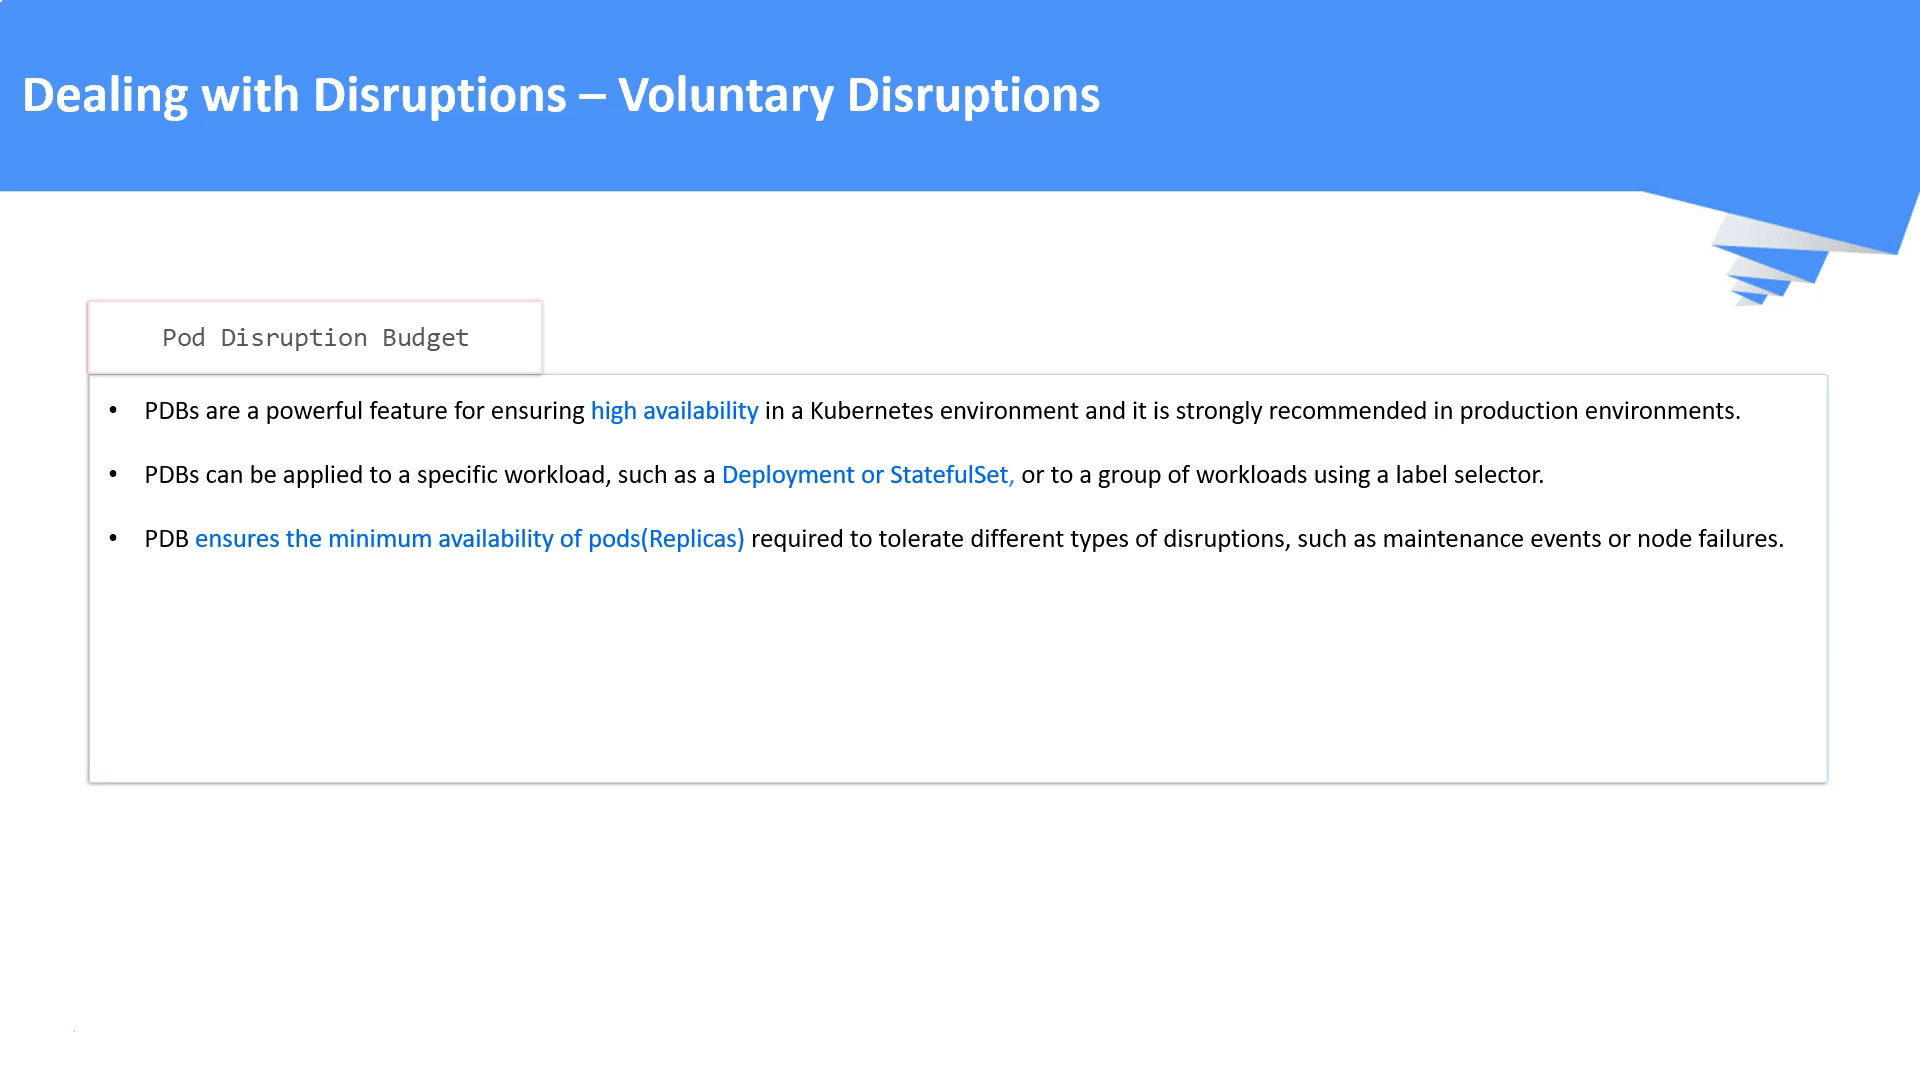 Dealing with Disruptions – Voluntary Disruptions
Pod Disruption Budget
• PDBs are a powerful feature for ensuring high availability in a Kubernetes environment and it is strongly recommended in production environments.
• PDBs can be applied to a specific workload, such as a Deployment or StatefulSet, or to a group of workloads using a label selector.
• PDB ensures the minimum availability of pods(Replicas) required to tolerate different types of disruptions, such as maintenance events or node failures.